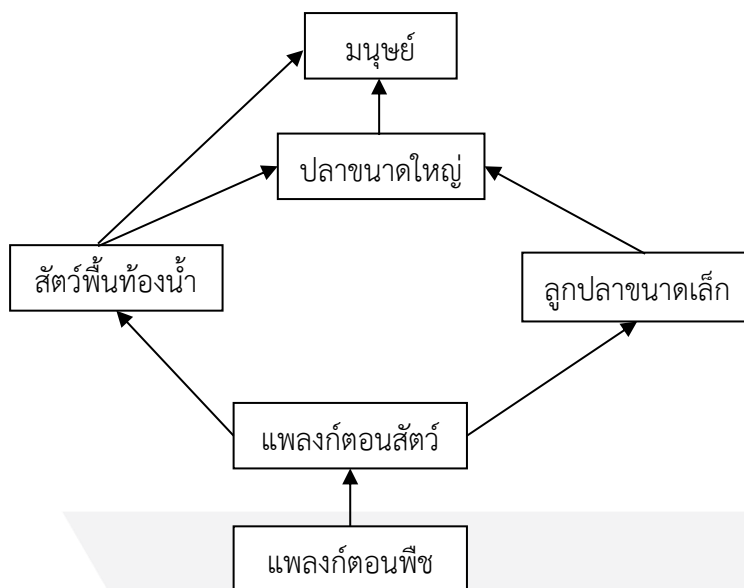 มนุษย์
ปลาขนาดใหญ่
สัตว์พื้นท้องน้ำ
ลูกปลาขนาดเล็ก
แพลงก์ตอนสัตว์
แพลงก์ตอนพืช